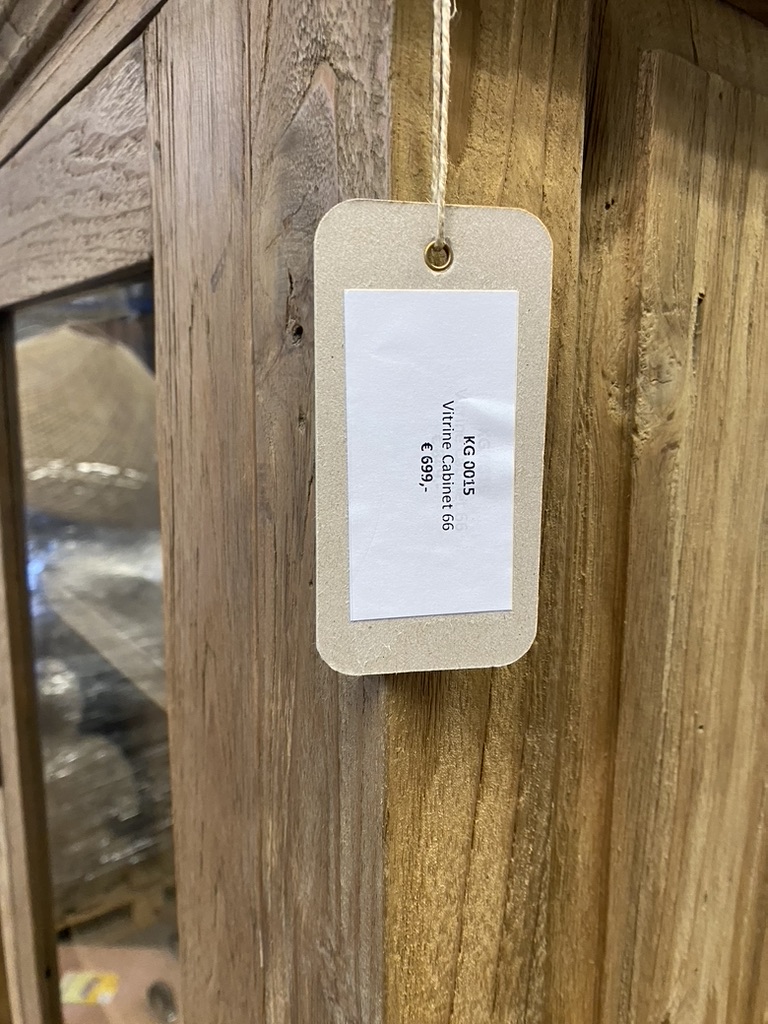 KG 0015
Vitrine Cabinet 66
€ 699,-